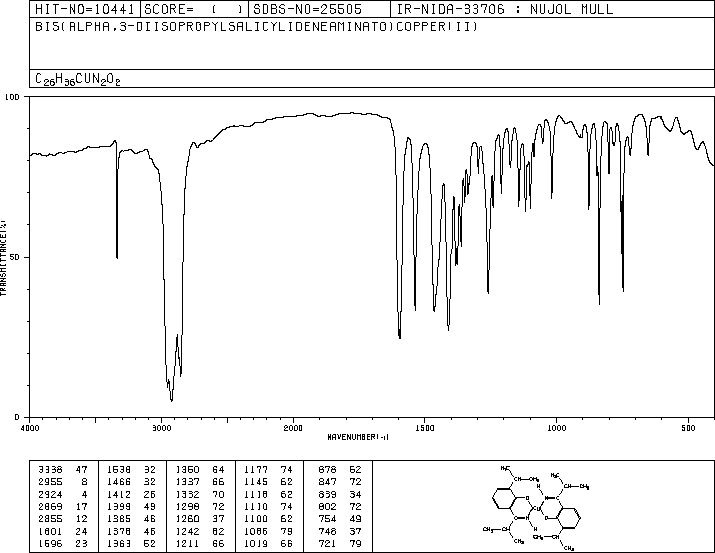 HIT-NO=10441 SCORE= ( ) SDBS-NO=25505 IR-NIDA-33706 : NUJOL MULL
BIS(ALPHA,3-DIISOPROPYLSALICYLIDENEAMINATO)COPPER(II)
C26H36CUN2O2
100
50
0
TRANSMITTANCE(%)
4000 3000 2000 1500 1000 500
WAVENUMBER(-1)
3338 47 1538 32 1350 64 1177 74 878 62
2955 8 1466 32 1337 66 1145 62 847 72
2924 4 1412 26 1332 70 1118 62 839 34
2869 17 1399 49 1298 72 1110 74 802 72
2855 12 1385 46 1260 37 1100 62 754 49
1601 24 1378 46 1242 62 1086 79 748 37
1596 23 1363 52 1211 66 1019 66 721 79